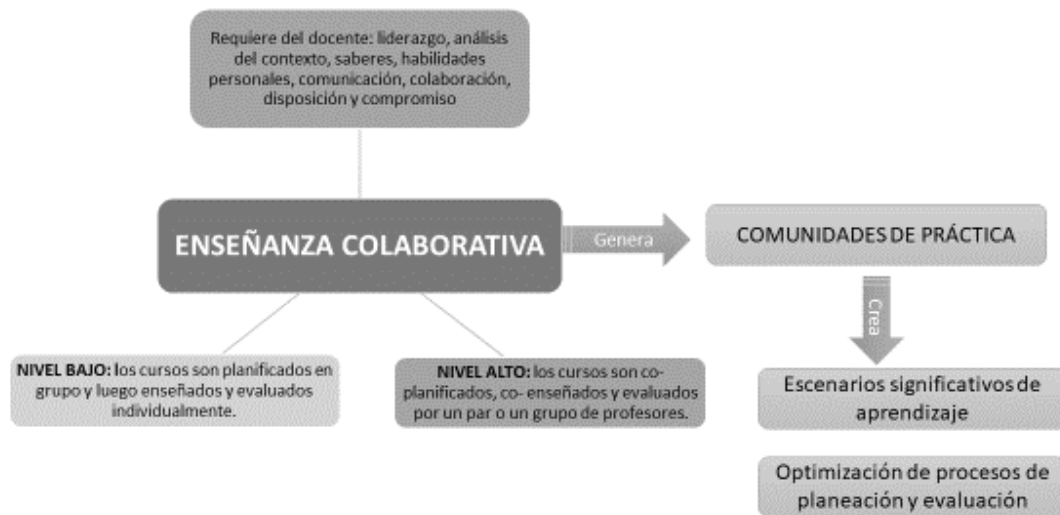 Requiere del docente: liderazgo, análisis
del contexto, saberes, habilidades
personales, comunicación, colaboración,
disposición y compromiso
ENSEÑANZA COLABORATIVA
Genera
COMUNIDADES DE PRÁCTICA
Crea
NIVEL BAJO: los cursos son planificados en
grupo y luego enseñados y evaluados
individualmente.
NIVEL ALTO: los cursos son co-
planificados, co- enseñados y evaluados
por un par o un grupo de profesores.
Escenarios significativos de
aprendizaje
Optimización de procesos de
planeación y evaluación